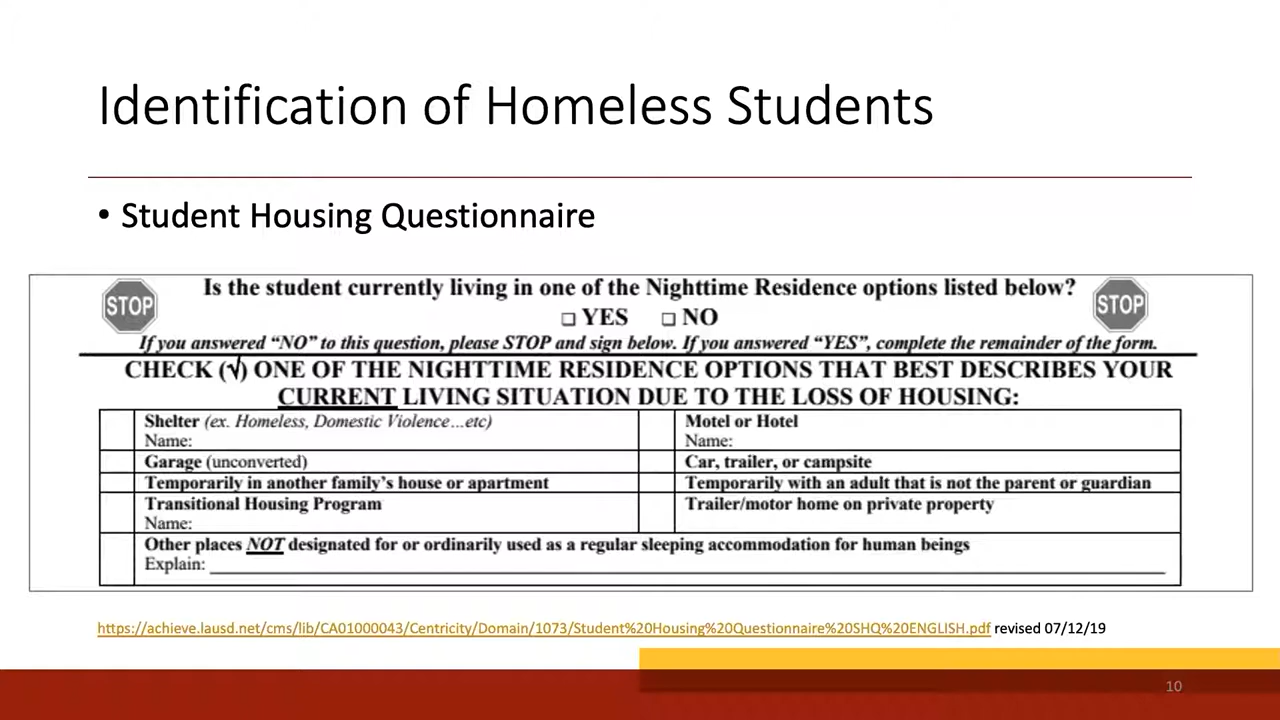 Identification of Homeless Students
• Student Housing Questionnaire
STOP
Is the student currently living in one of the Nighttime Residence options listed below?
STOP
☐ YES ☐ NO
If you answered “NO” to this question, please STOP and sign below. If you answered “YES”, complete the remainder of the form.
CHECK (√) ONE OF THE NIGHTTIME RESIDENCE OPTIONS THAT BEST DESCRIBES YOUR
CURRENT LIVING SITUATION DUE TO THE LOSS OF HOUSING:
Shelter (ex. Homeless, Domestic Violence…etc)
Name:
Motel or Hotel
Name:
Garage (unconverted)
Car, trailer, or campsite
Temporarily in another family’s house or apartment
Temporarily with an adult that is not the parent or guardian
Transitional Housing Program
Name:
Trailer/motor home on private property
Other places NOT designated for or ordinarily used as a regular sleeping accommodation for human beings
Explain:
https://achieve.lausd.net/cms/lib/CA01000043/Centricity/Domain/1073/Student%20Housing%20Questionnaire%20SHQ%20ENGLISH.pdf revised 07/12/19
10